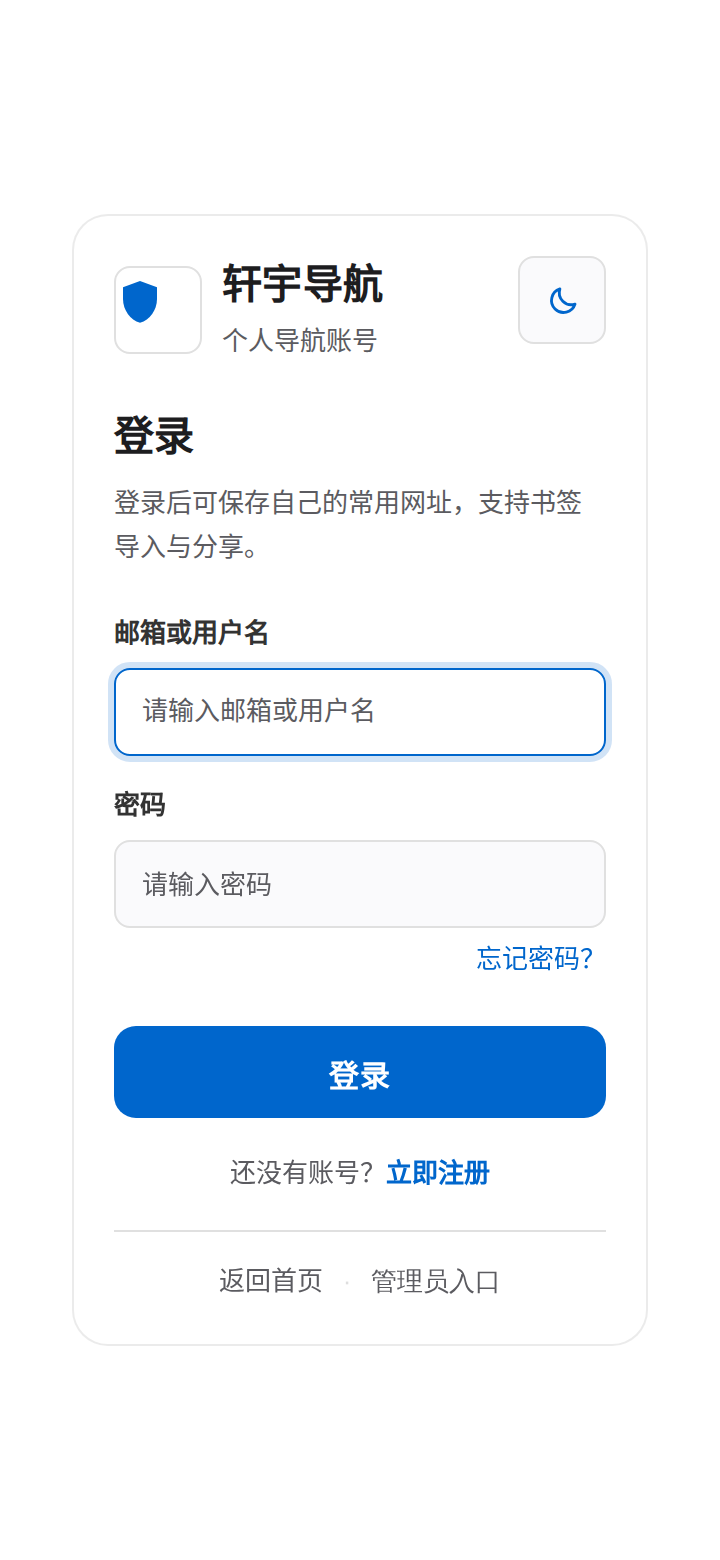 轩宇导航
个人导航账号
登录
登录后可保存自己的常用网址，支持书签
导入与分享。
邮箱或用户名
请输入邮箱或用户名
密码
请输入密码
忘记密码？
登录
还没有账号？立即注册
返回首页 · 管理员入口